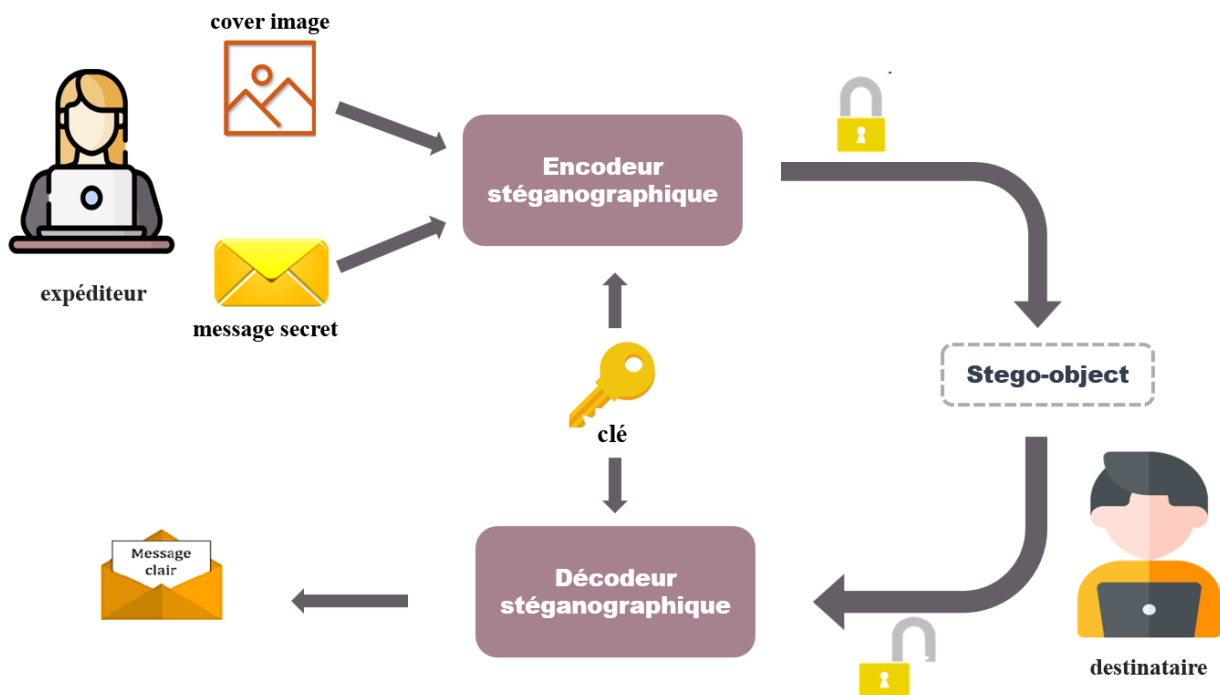 cover image
Encodeur
stéganographique
expéditeur
message secret
clé
Stego-object
Message
clair
Décodeur
stéganographique
destinataire